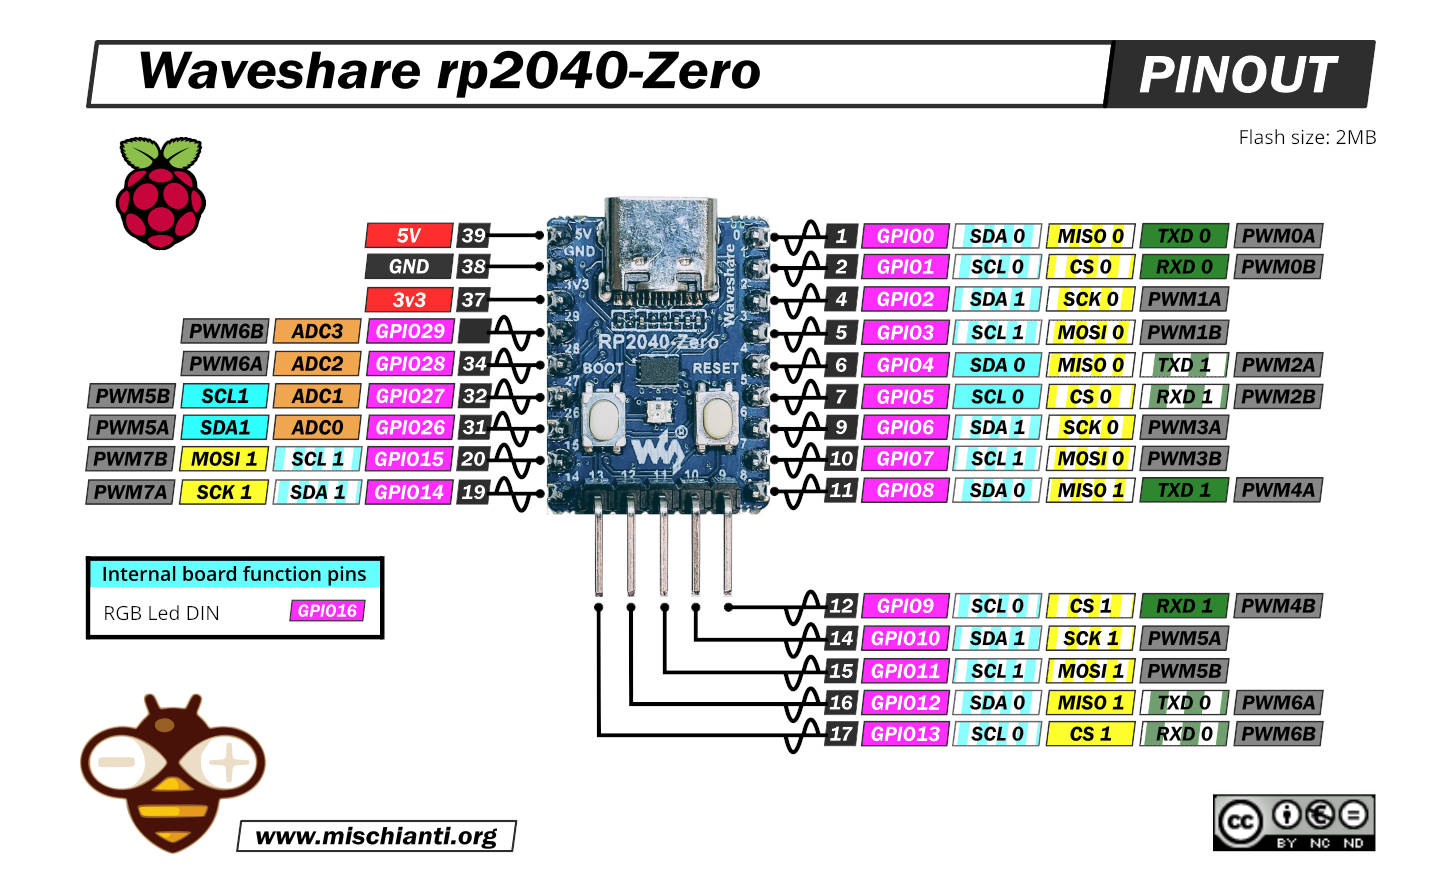 Waveshare rp2040-Zero PINOUT
Flash size: 2MB
5V 39
GND 38
3v3 37
PWM6B ADC3 GPIO29
PWM6A ADC2 GPIO28 34
PWM5B SCL1 ADC1 GPIO27 32
PWM5A SDA1 ADC0 GPIO26 31
PWM7B MOSI 1 SCL 1 GPIO15 20
PWM7A SCK 1 SDA 1 GPIO14 19
5V
GND
3V3
29
28
27
26
15
14
0
Waveshare
2
3
4
5
6
7
8
RP2040-Zero
BOOT RESET
®
13 12 11 10 9
1 GPIO0 SDA 0 MISO 0 TXD 0 PWM0A
2 GPIO1 SCL 0 CS 0 RXD 0 PWM0B
4 GPIO2 SDA 1 SCK 0 PWM1A
5 GPIO3 SCL 1 MOSI 0 PWM1B
6 GPIO4 SDA 0 MISO 0 TXD 1 PWM2A
7 GPIO5 SCL 0 CS 0 RXD 1 PWM2B
9 GPIO6 SDA 1 SCK 0 PWM3A
10 GPIO7 SCL 1 MOSI 0 PWM3B
11 GPIO8 SDA 0 MISO 1 TXD 1 PWM4A
12 GPIO9 SCL 0 CS 1 RXD 1 PWM4B
14 GPIO10 SDA 1 SCK 1 PWM5A
15 GPIO11 SCL 1 MOSI 1 PWM5B
16 GPIO12 SDA 0 MISO 1 TXD 0 PWM6A
17 GPIO13 SCL 0 CS 1 RXD 0 PWM6B
Internal board function pins
RGB Led DIN GPIO16
www.mischianti.org
cc
BY NC ND